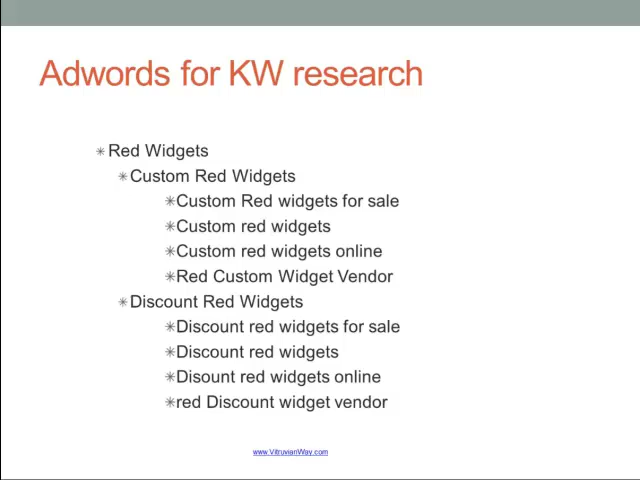 Adwords for KW research
Red Widgets
Custom Red Widgets
Custom Red widgets for sale
Custom red widgets
Custom red widgets online
Red Custom Widget Vendor
Discount Red Widgets
Discount red widgets for sale
Discount red widgets
Disount red widgets online
red Discount widget vendor
www.VitruvianWay.com